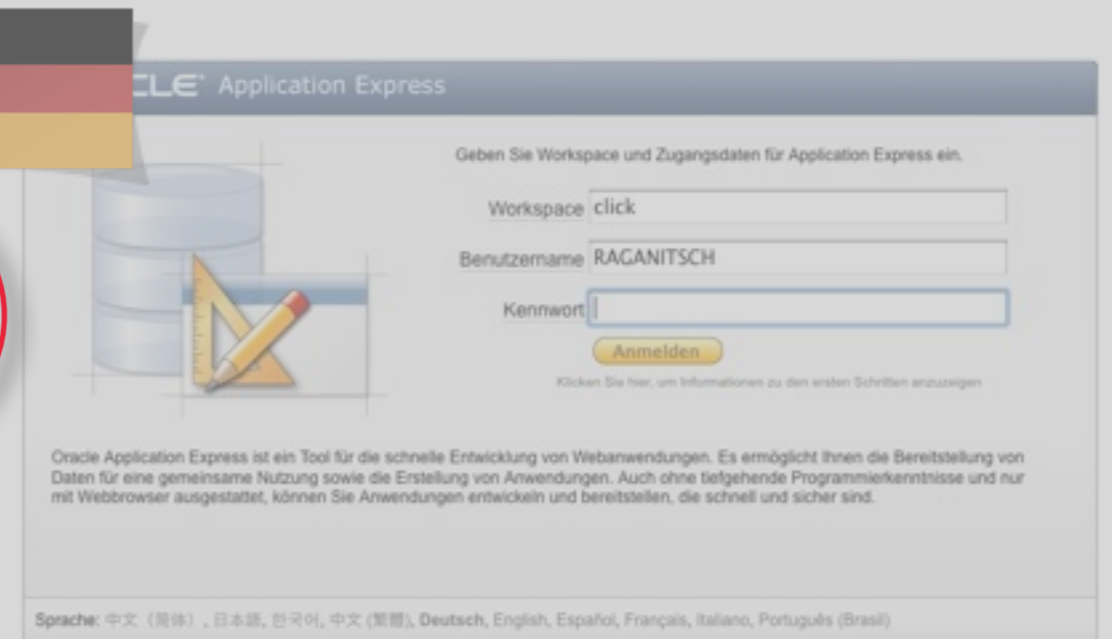 CLE Application Express
Geben Sie Workspace und Zugangsdaten für Application Express ein.
Workspace click
Benutzername RAGANITSCH
Kennwort
Anmelden
Klicken Sie hier, um Informationen zu den ersten Schritten anzuzeigen
Oracle Application Express ist ein Tool für die schnelle Entwicklung von Webanwendungen. Es ermöglicht Ihnen die Bereitstellung von
Daten für eine gemeinsame Nutzung sowie die Erstellung von Anwendungen. Auch ohne tiefgehende Programmierkenntnisse und nur
mit Webbrowser ausgestattet, können Sie Anwendungen entwickeln und bereitstellen, die schnell und sicher sind.
Sprache: 中文 (简体) , 日本語, 한국어, 中文 (繁體), Deutsch, English, Español, Français, Italiano, Português (Brasil)